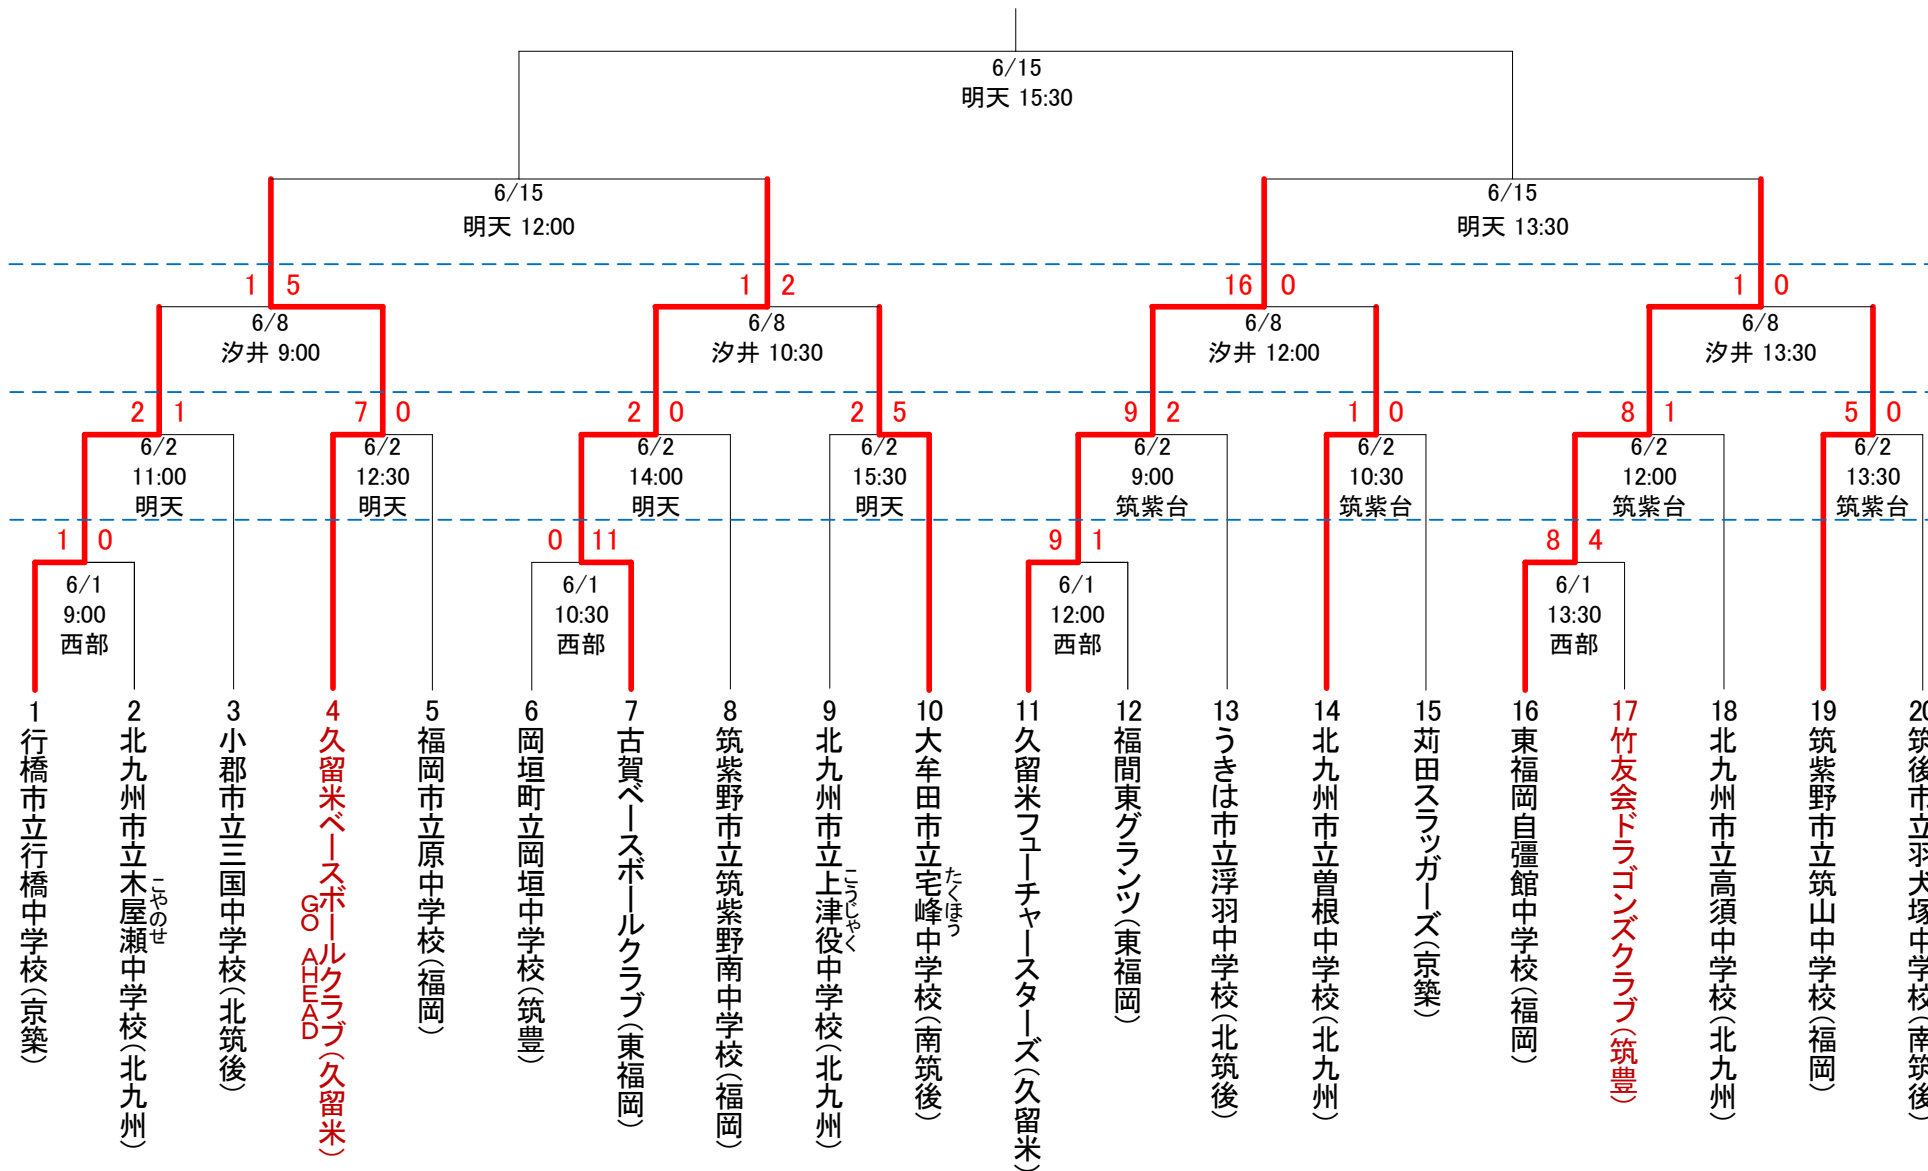 6/15
明天 15:30
6/15
明天 12:00
6/15
明天 13:30
1 5
1 2
16 0
1 0
6/8
汐井 9:00
6/8
汐井 10:30
6/8
汐井 12:00
6/8
汐井 13:30
2 1
7 0
2 0
2 5
9 2
1 0
8 1
5 0
6/2
11:00
明天
6/2
12:30
明天
6/2
14:00
明天
6/2
15:30
明天
6/2
9:00
筑紫台
6/2
10:30
筑紫台
6/2
12:00
筑紫台
6/2
13:30
筑紫台
1 0
0 11
9 1
8 4
6/1
9:00
西部
6/1
10:30
西部
6/1
12:00
西部
6/1
13:30
西部
1 行橋市立行橋中学校(京築)
2 北九州市立木屋瀬中学校(北九州)
こやのせ
3 小郡市立三国中学校(北筑後)
4 久留米ベースボールクラブ(久留米)
GO AHEAD
5 福岡市立原中学校(福岡)
6 岡垣町立岡垣中学校(筑豊)
7 古賀ベースボールクラブ(東福岡)
8 筑紫野市立筑紫野南中学校(福岡)
9 北九州市立上津役中学校(北九州)
こうじゃく
10 大牟田市立宅峰中学校(南筑後)
たくほう
11 久留米フューチャースターズ(久留米)
12 福間東グランツ(東福岡)
13 うきは市立浮羽中学校(北筑後)
14 北九州市立曽根中学校(北九州)
15 苅田スラッガーズ(京築)
16 東福岡自彊館中学校(福岡)
17 竹友会ドラゴンズクラブ(筑豊)
18 北九州市立高須中学校(北九州)
19 筑紫野市立筑山中学校(福岡)
20 筑後市立羽犬塚中学校(南筑後)